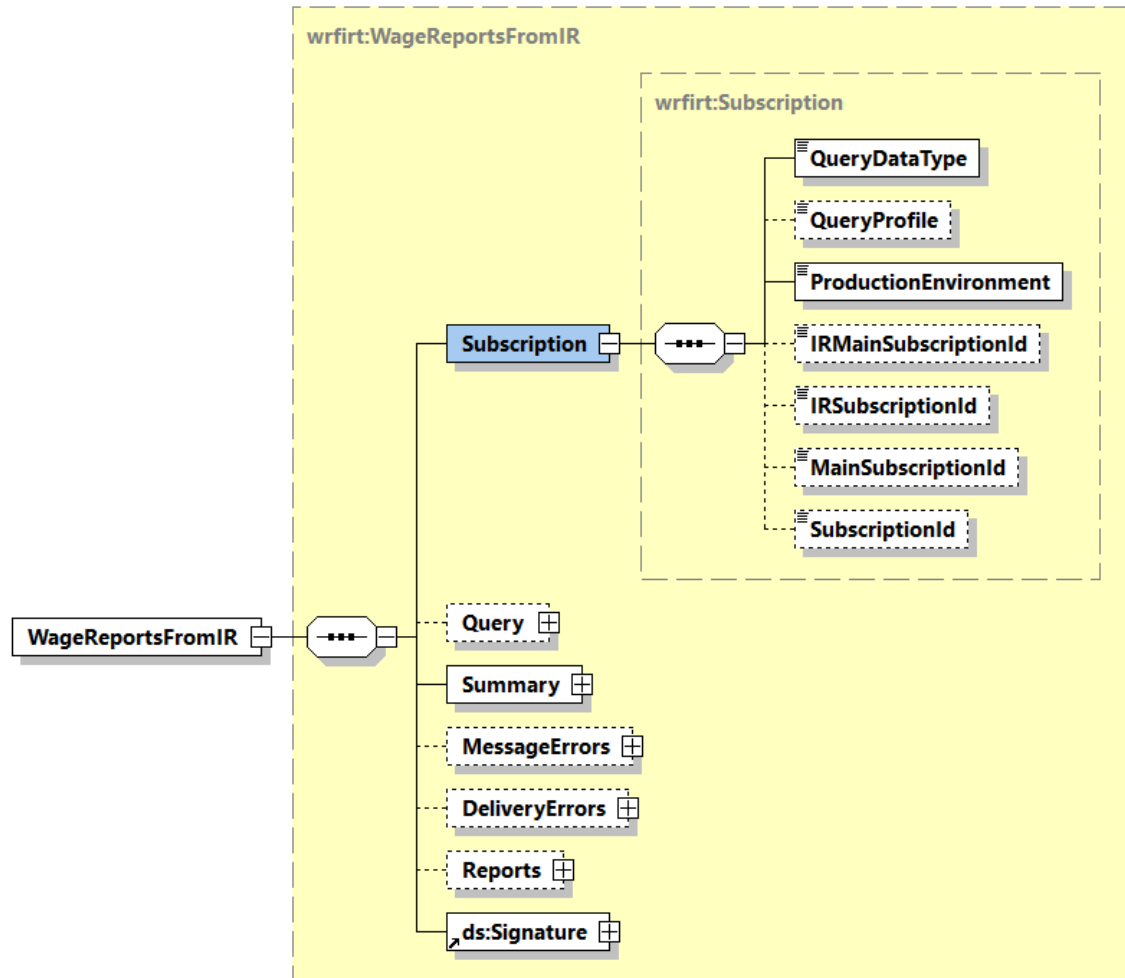 wrfirt:WageReportsFromIR
wrfirt:Subscription
QueryDataType
QueryProfile
ProductionEnvironment
Subscription
IRMainSubscriptionId
IRSubscriptionId
MainSubscriptionId
SubscriptionId
WageReportsFromIR
Query
Summary
MessageErrors
DeliveryErrors
Reports
ds:Signature